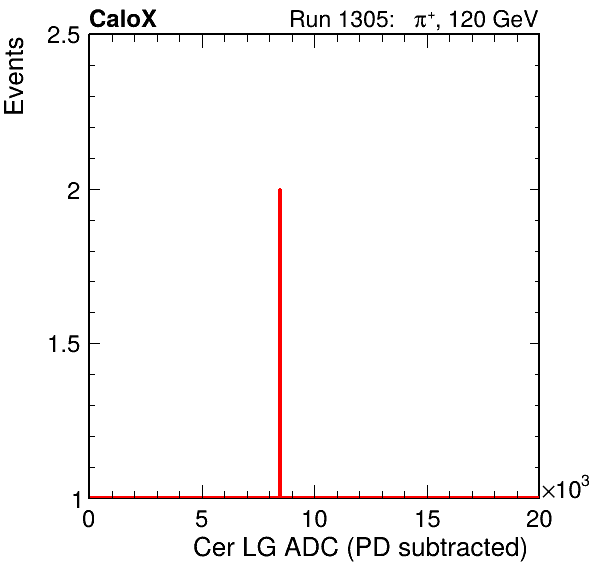 CaloX Run 1305: π⁺, 120 GeV
Events
2.5
2
1.5
1
0 5 10 15 20
×10³
Cer LG ADC (PD subtracted)